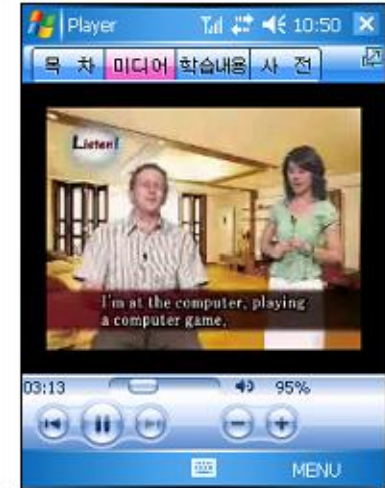 Player 10:50
목 차 미디어 학습내용 사 전
Listen!
I'm at the computer, playing
a computer game.
03:13 95%
MENU